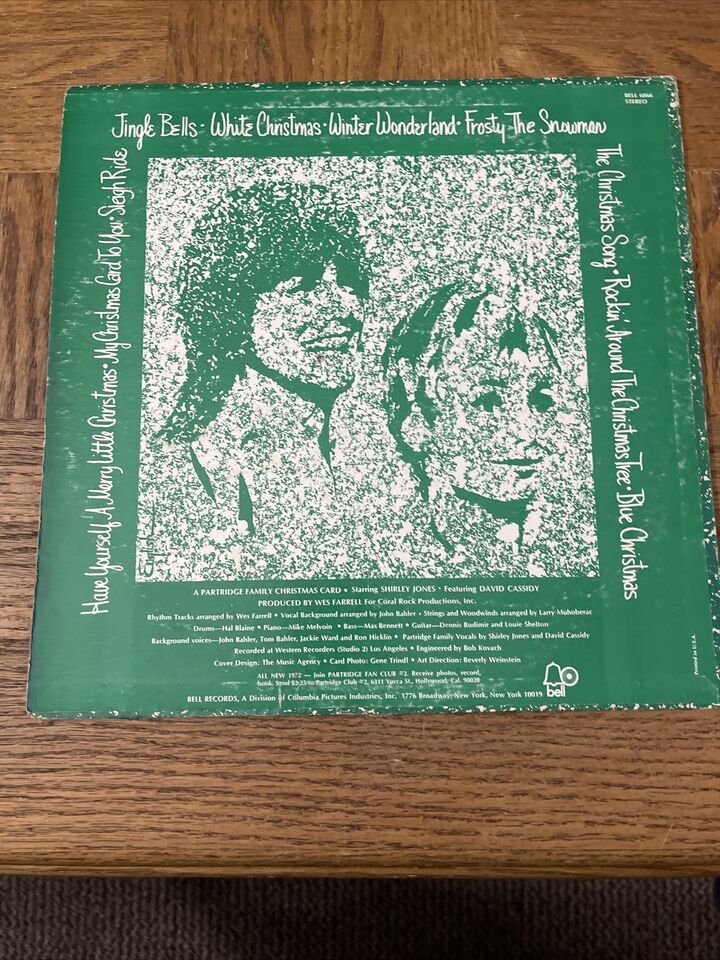 BELL 6066
STEREO
Jingle Bells · White Christmas · Winter Wonderland · Frosty The Snowman
The Christmas Song · Rockin' Around The Christmas Tree · Blue Christmas
Have Yourself A Merry Little Christmas · My Christmas Card To You · Sleigh Ride
A PARTRIDGE FAMILY CHRISTMAS CARD • Starring SHIRLEY JONES • Featuring DAVID CASSIDY
PRODUCED BY WES FARRELL For Coral Rock Productions, Inc.
Rhythm Tracks arranged by Wes Farrell • Vocal Background arranged by John Bahler • Strings and Woodwinds arranged by Larry Muhoberac
Drums—Hal Blaine • Piano—Mike Melvoin • Bass—Max Bennett • Guitar—Dennis Budimir and Louie Shelton
Background voices—John Bahler, Tom Bahler, Jackie Ward and Ron Hicklin • Partridge Family Vocals by Shirley Jones and David Cassidy
Recorded at Western Recorders (Studio 2) Los Angeles • Engineered by Bob Kovach
Cover Design: The Music Agency • Card Photo: Gene Trindl • Art Direction: Beverly Weinstein
ALL NEW 1972 — Join PARTRIDGE FAN CLUB #2. Receive photos, record,
book. Send $2.25 to Partridge Club #2, 6311 Yucca St., Hollywood, Cal. 90028
BELL RECORDS, A Division of Columbia Pictures Industries, Inc. 1776 Broadway, New York, New York 10019
bell
Printed in U.S.A.